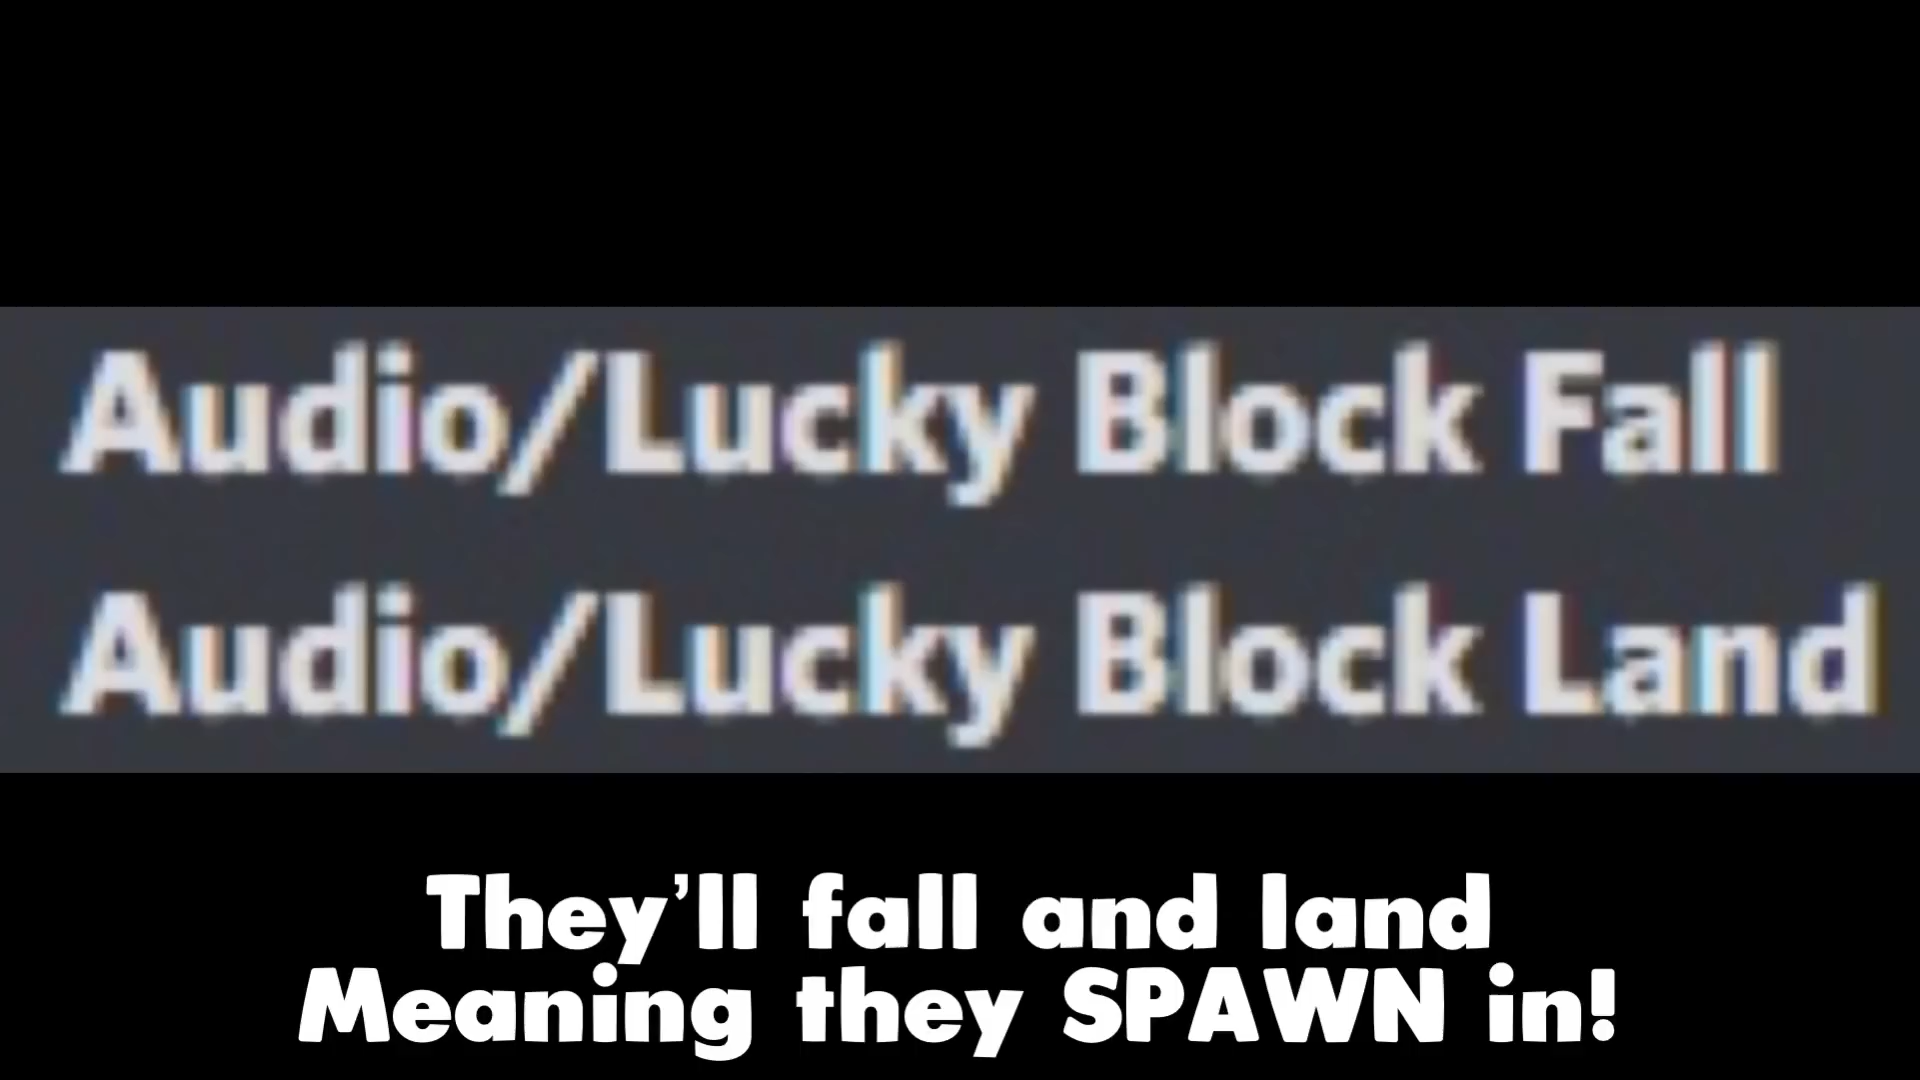 Audio/Lucky Block Fall
Audio/Lucky Block Land
They'll fall and land
Meaning they SPAWN in!